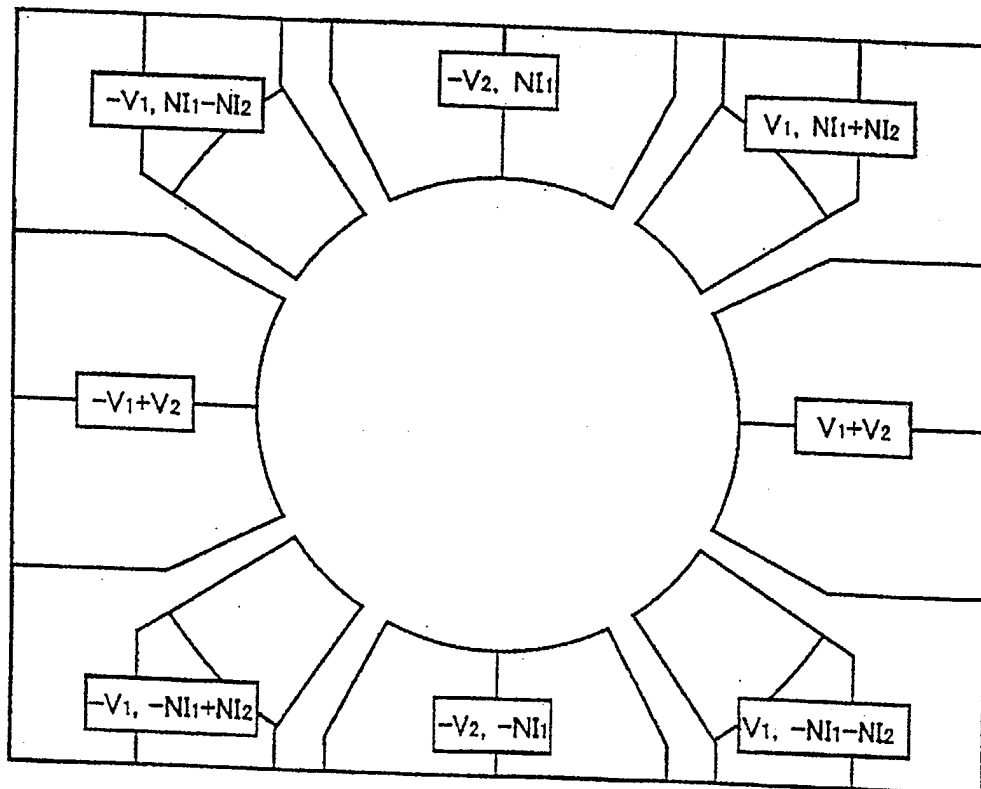 -V₂, NI₁
-V₁, NI₁-NI₂
V₁, NI₁+NI₂
-V₁+V₂
V₁+V₂
-V₁, -NI₁+NI₂
-V₂, -NI₁
V₁, -NI₁-NI₂